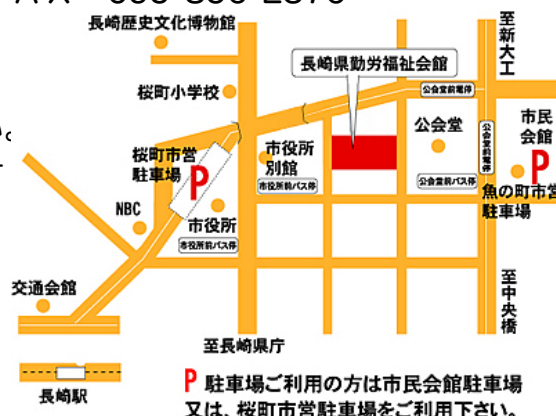 長崎歴史文化博物館
至新大工
長崎県勤労福祉会館
桜町小学校
公会堂前電停
公会堂
市民
会館
公会堂前電停
市役所
別館
桜町市営
駐車場
P
P
市役所前バス停
公会堂前バス停
魚の町市営
駐車場
NBC
市役所
市役所前バス停
交通会館
至中央橋
至長崎県庁
長崎駅
P 駐車場ご利用の方は市民会館駐車場
又は、桜町市営駐車場をご利用下さい。